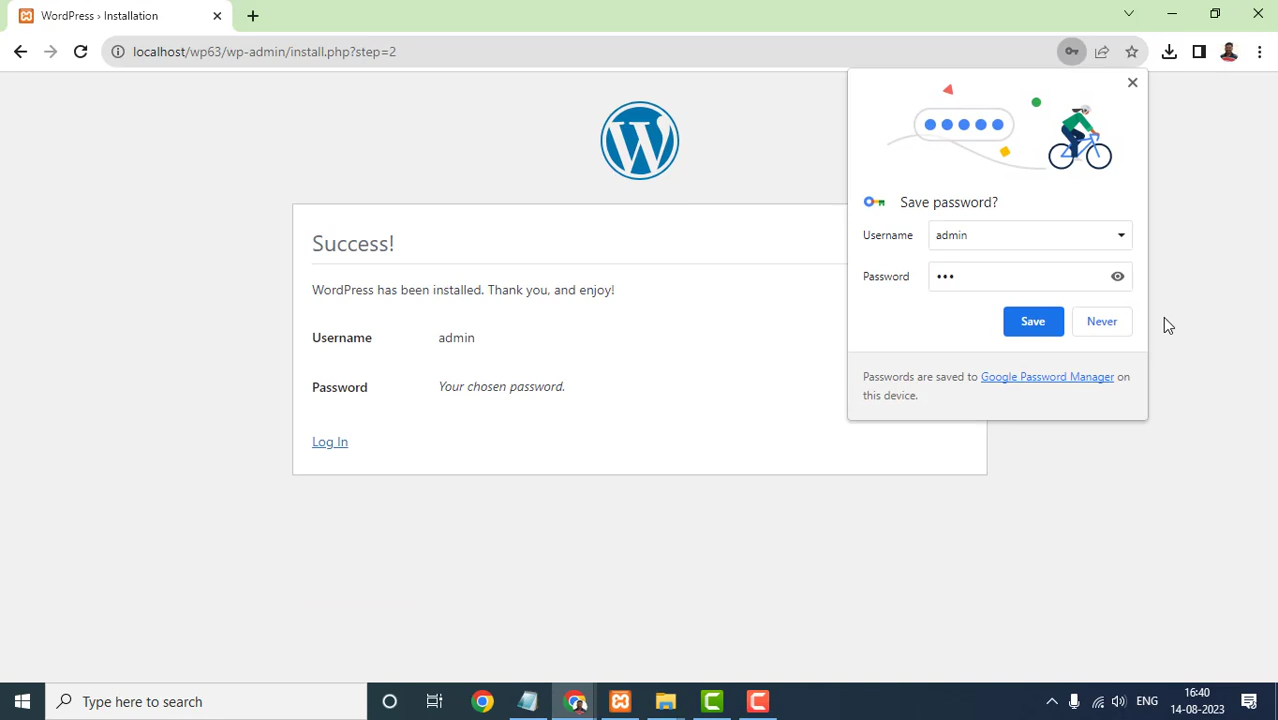 WordPress › Installation
localhost/wp63/wp-admin/install.php?step=2
Save password?
Username admin
Password •••
Save Never
Passwords are saved to Google Password Manager on
this device.
Success!
WordPress has been installed. Thank you, and enjoy!
Username admin
Password Your chosen password.
Log In
Type here to search
ENG
16:40
14-08-2023